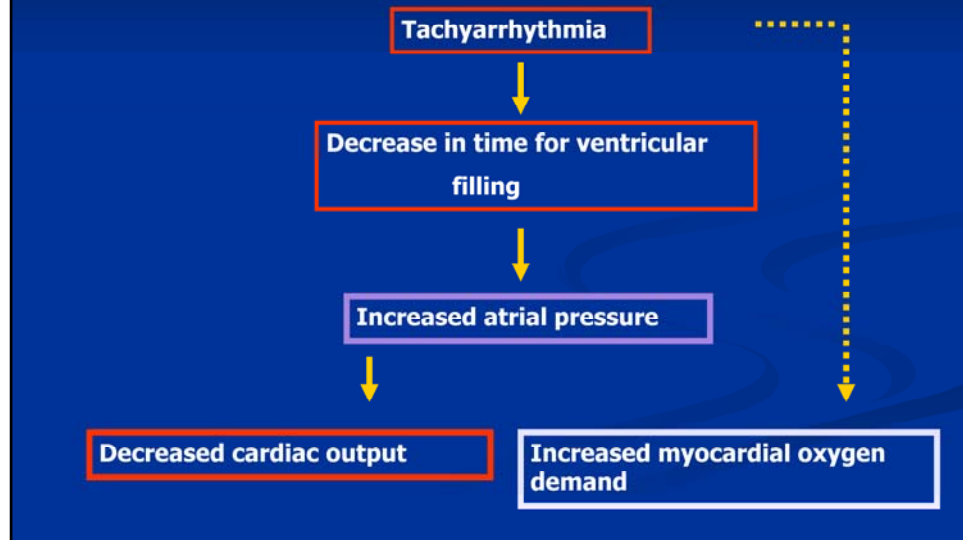 Tachyarrhythmia
Decrease in time for ventricular
filling
Increased atrial pressure
Decreased cardiac output
Increased myocardial oxygen
demand